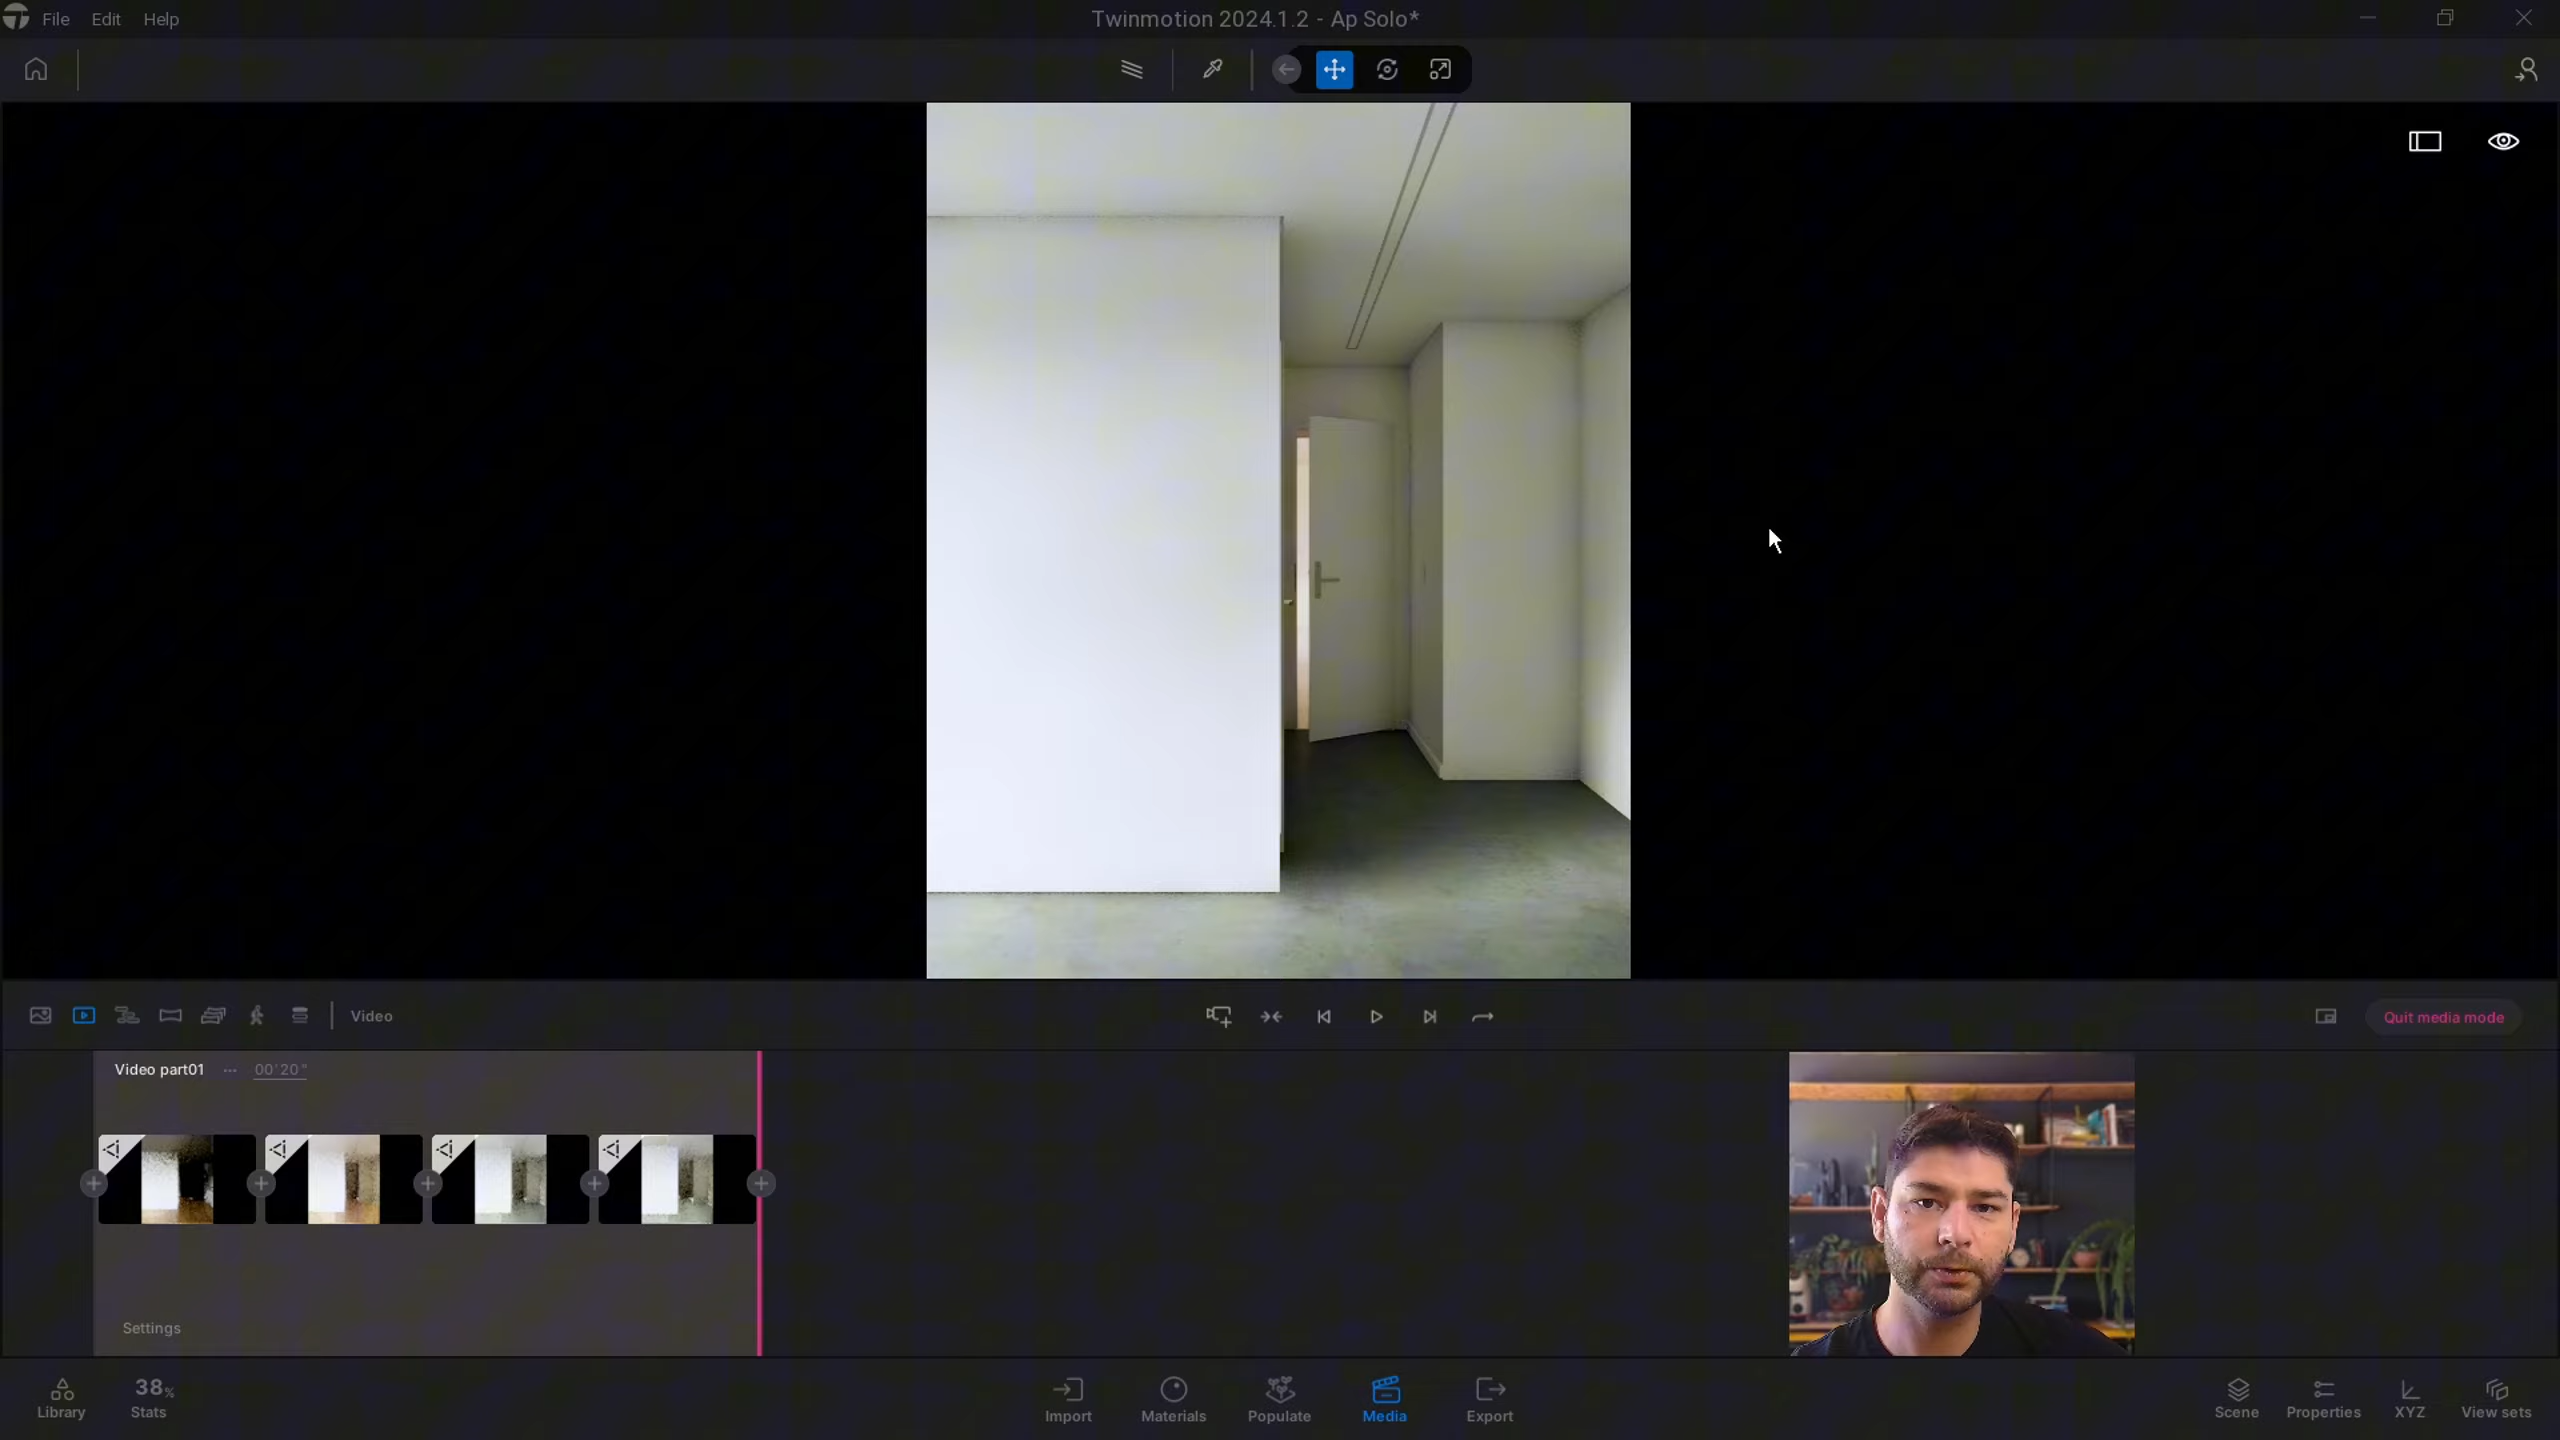 File Edit Help
Twinmotion 2024.1.2 - Ap Solo*
Video
Quit media mode
Video part01 ... 00'20"
Settings
Library
38%
Stats
Import
Materials
Populate
Media
Export
Scene
Properties
XYZ
View sets